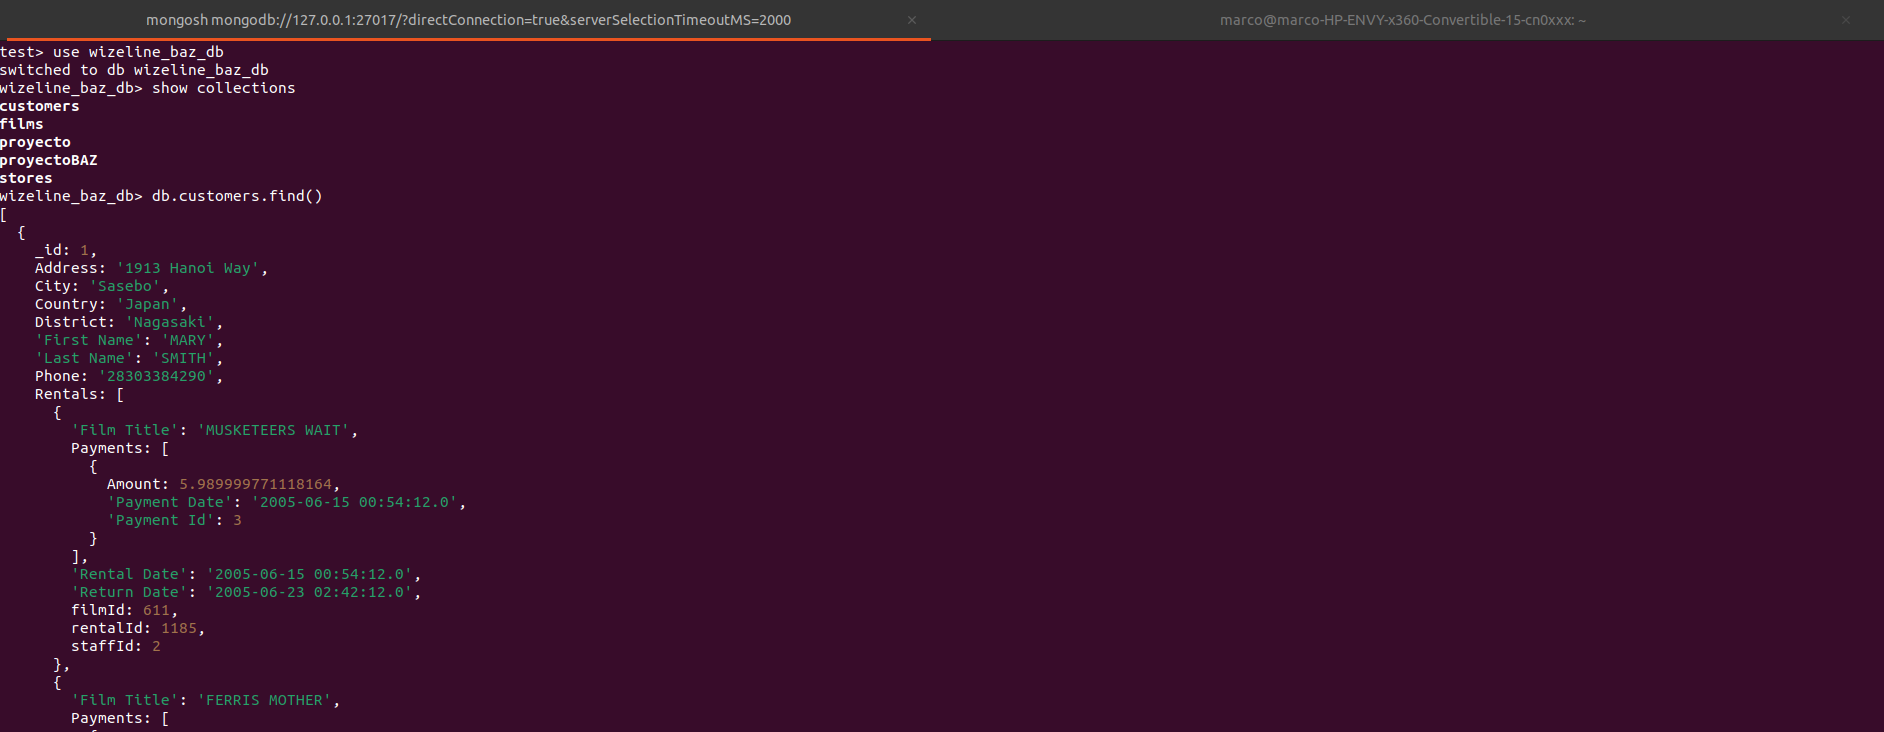 mongosh mongodb://127.0.0.1:27017/?directConnection=true&serverSelectionTimeoutMS=2000 × marco@marco-HP-ENVY-x360-Convertible-15-cn0xxx: ~ ×
test> use wizeline_baz_db
switched to db wizeline_baz_db
wizeline_baz_db> show collections
customers
films
proyecto
proyectoBAZ
stores
wizeline_baz_db> db.customers.find()
[
  {
    _id: 1,
    Address: '1913 Hanoi Way',
    City: 'Sasebo',
    Country: 'Japan',
    District: 'Nagasaki',
    'First Name': 'MARY',
    'Last Name': 'SMITH',
    Phone: '28303384290',
    Rentals: [
      {
        'Film Title': 'MUSKETEERS WAIT',
        Payments: [
          {
            Amount: 5.989999771118164,
            'Payment Date': '2005-06-15 00:54:12.0',
            'Payment Id': 3
          }
        ],
        'Rental Date': '2005-06-15 00:54:12.0',
        'Return Date': '2005-06-23 02:42:12.0',
        filmId: 611,
        rentalId: 1185,
        staffId: 2
      },
      {
        'Film Title': 'FERRIS MOTHER',
        Payments: [